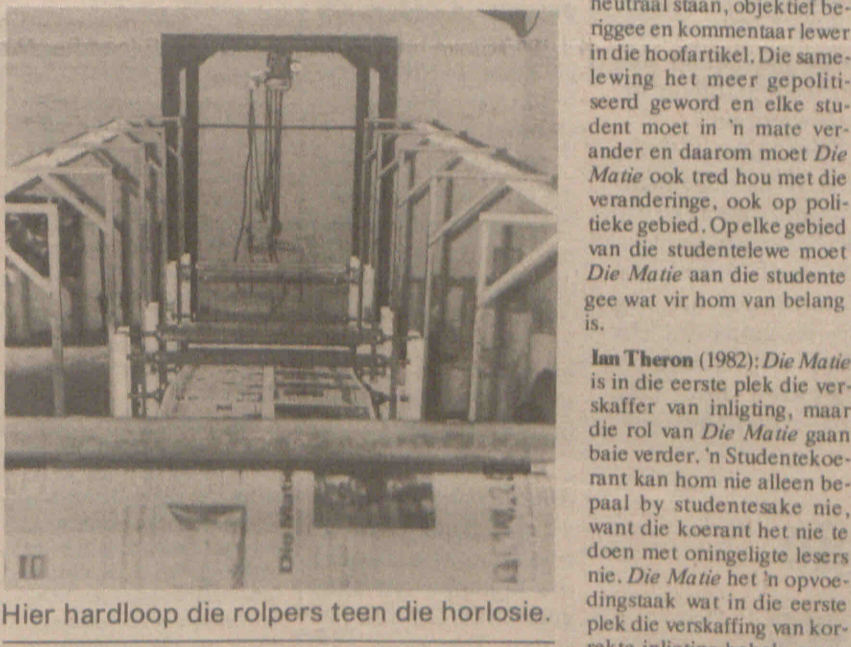 10
Die Matie
Hier hardloop die rolpers teen die horlosie.
neutraal staan, objektief be-
riggee en kommentaar lewer
in die hoofartikel. Die same-
lewing het meer gepoliti-
seerd geword en elke stu-
dent moet in 'n mate ver-
ander en daarom moet Die
Matie ook tred hou met die
veranderinge, ook op poli-
tieke gebied. Op elke gebied
van die studentelewe moet
Die Matie aan die studente
gee wat vir hom van belang
is.
Ian Theron (1982): Die Matie
is in die eerste plek die ver-
skaffer van inligting, maar
die rol van Die Matie gaan
baie verder. 'n Studentekoe-
rant kan hom nie alleen be-
paal by studentesake nie,
want die koerant het nie te
doen met oningeligte lesers
nie. Die Matie het 'n opvoe-
dingstaak wat in die eerste
plek die verskaffing van kor-